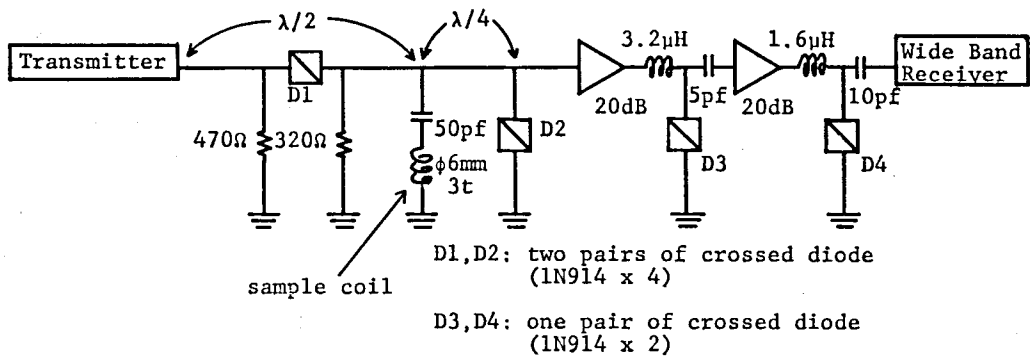 λ/2
λ/4
Transmitter
D1
470Ω
320Ω
50pf
φ6mm
3t
sample coil
D2
20dB
3.2μH
5pf
D3
20dB
1.6μH
10pf
D4
Wide Band
Receiver
D1,D2: two pairs of crossed diode
(1N914 x 4)
D3,D4: one pair of crossed diode
(1N914 x 2)